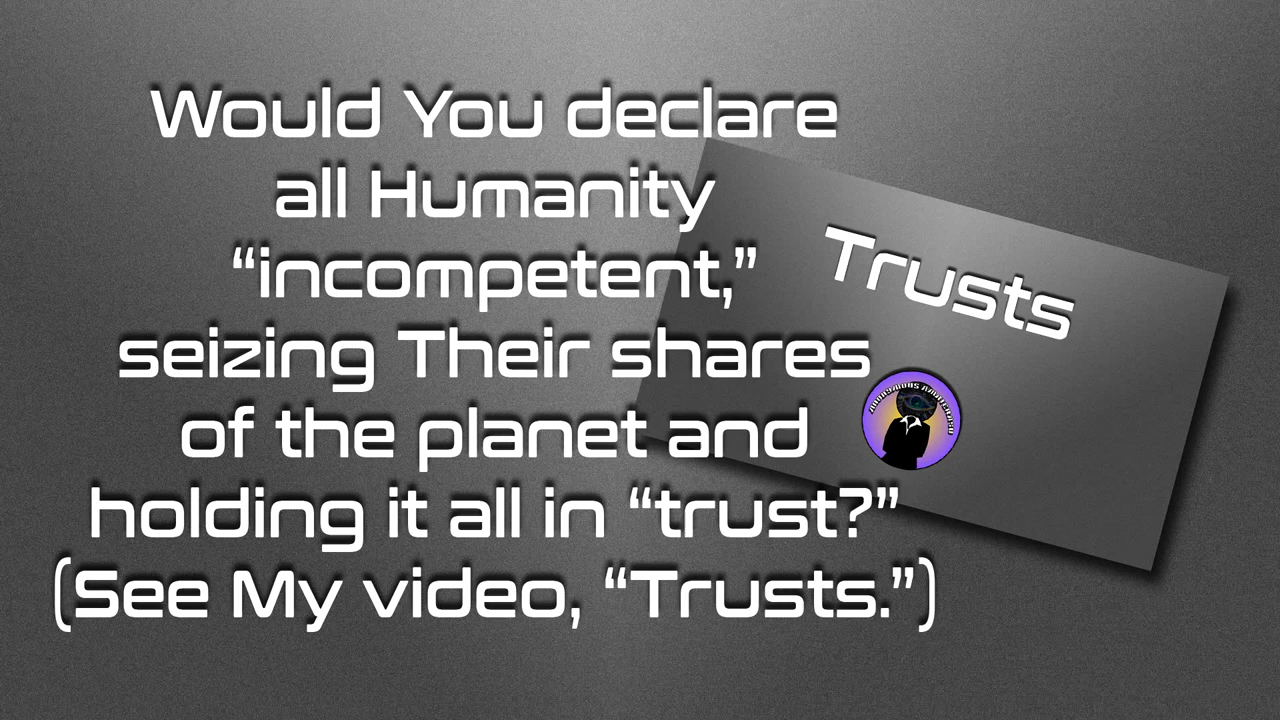 Would You declare
all Humanity
“incompetent,”
seizing Their shares
of the planet and
holding it all in “trust?”
(See My video, “Trusts.”)
Trusts